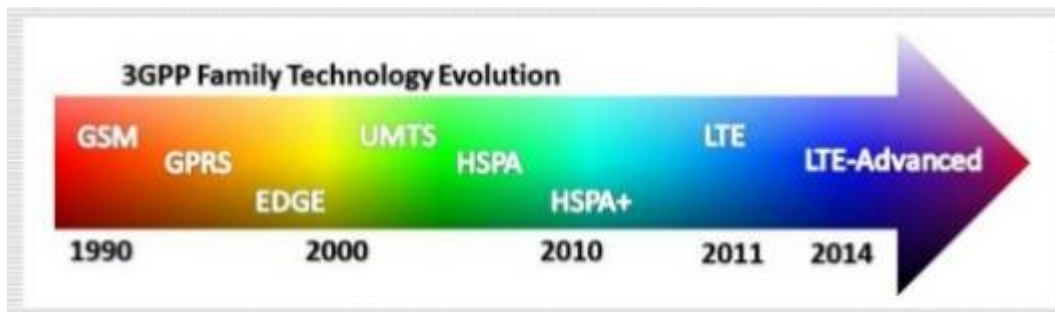 3GPP Family Technology Evolution
GSM
GPRS
EDGE
UMTS
HSPA
HSPA+
LTE
LTE-Advanced
1990 2000 2010 2011 2014